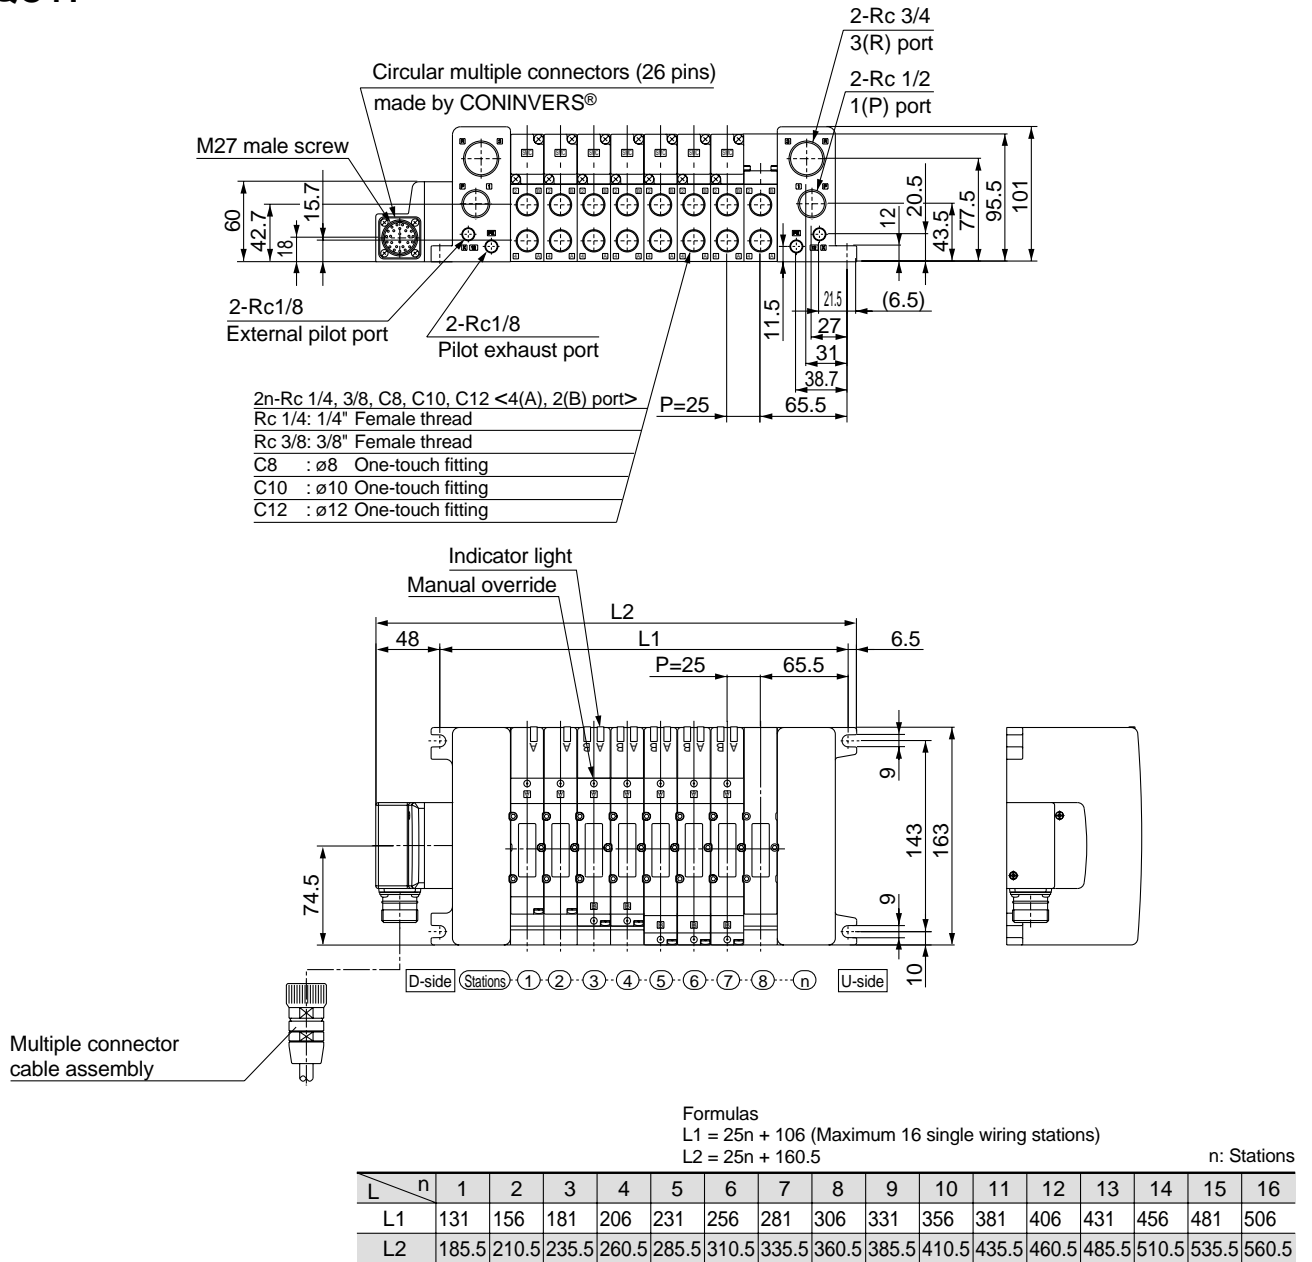 2-Rc 3/4
3(R) port
Circular multiple connectors (26 pins)
made by CONINVERS®
2-Rc 1/2
1(P) port
M27 male screw
60
42.7
18
15.7
12
20.5
43.5
77.5
95.5
101
2-Rc1/8
External pilot port
2-Rc1/8
Pilot exhaust port
11.5
21.5
(6.5)
27
31
38.7
P=25
65.5
2n-Rc 1/4, 3/8, C8, C10, C12 <4(A), 2(B) port>
Rc 1/4: 1/4" Female thread
Rc 3/8: 3/8" Female thread
C8 : ø8 One-touch fitting
C10 : ø10 One-touch fitting
C12 : ø12 One-touch fitting
Indicator light
Manual override
L2
48
L1
6.5
P=25
65.5
9
143
163
74.5
9
10
D-side Stations 1 2 3 4 5 6 7 8 n U-side
Multiple connector
cable assembly
Formulas
L1 = 25n + 106 (Maximum 16 single wiring stations)
L2 = 25n + 160.5
n: Stations
L n 1 2 3 4 5 6 7 8 9 10 11 12 13 14 15 16
L1 131 156 181 206 231 256 281 306 331 356 381 406 431 456 481 506
L2 185.5 210.5 235.5 260.5 285.5 310.5 335.5 360.5 385.5 410.5 435.5 460.5 485.5 510.5 535.5 560.5